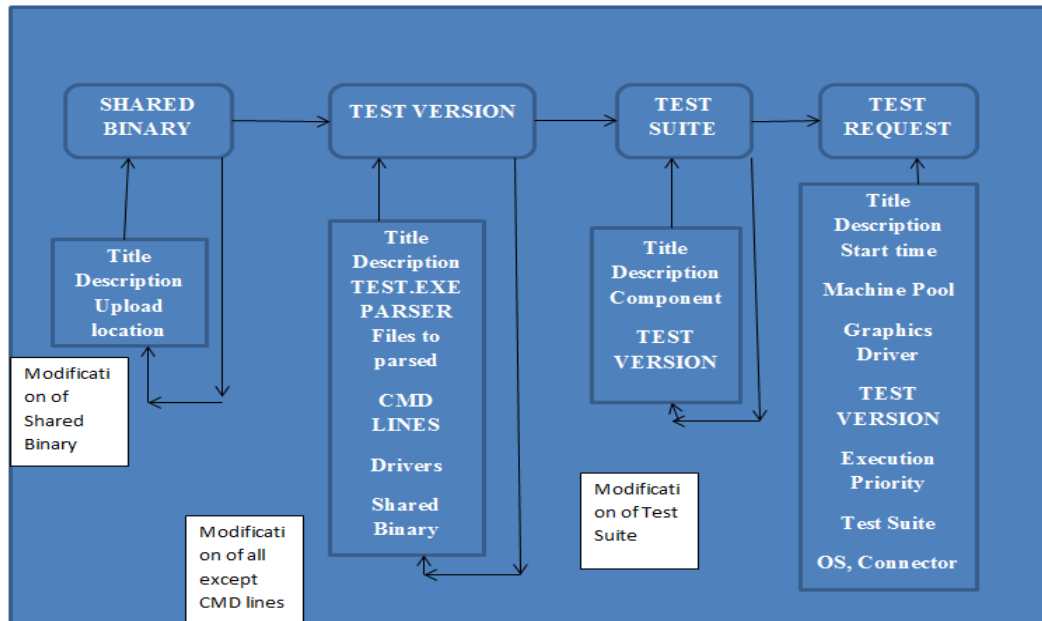 SHARED
BINARY
TEST VERSION
TEST
SUITE
TEST
REQUEST
Title
Description
Upload
location
Modificati
on of
Shared
Binary
Title
Description
TEST.EXE
PARSER
Files to
parsed
CMD
LINES
Drivers
Shared
Binary
Modificati
on of all
except
CMD lines
Title
Description
Component
TEST
VERSION
Modificati
on of Test
Suite
Title
Description
Start time
Machine Pool
Graphics
Driver
TEST
VERSION
Execution
Priority
Test Suite
OS, Connector